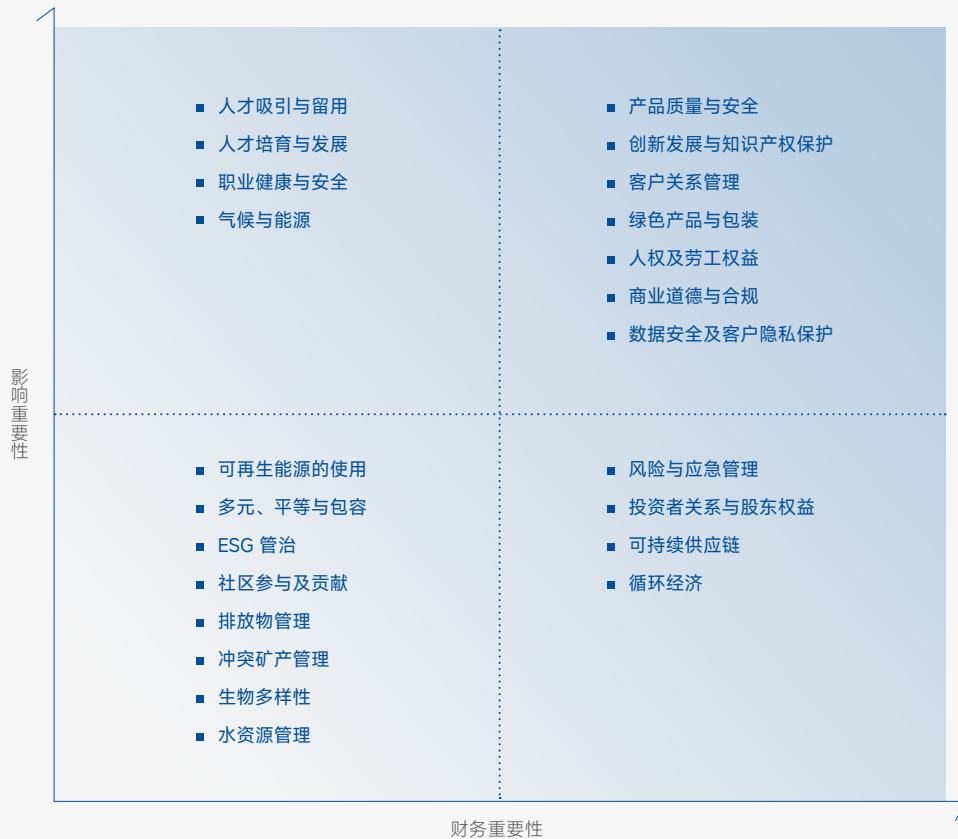 人才吸引与留用
人才培育与发展
职业健康与安全
气候与能源
产品质量与安全
创新发展与知识产权保护
客户关系管理
绿色产品与包装
人权及劳工权益
商业道德与合规
数据安全及客户隐私保护
影响重要性
可再生能源的使用
多元、平等与包容
ESG 管治
社区参与及贡献
排放物管理
冲突矿产管理
生物多样性
水资源管理
风险与应急管理
投资者关系与股东权益
可持续供应链
循环经济
财务重要性